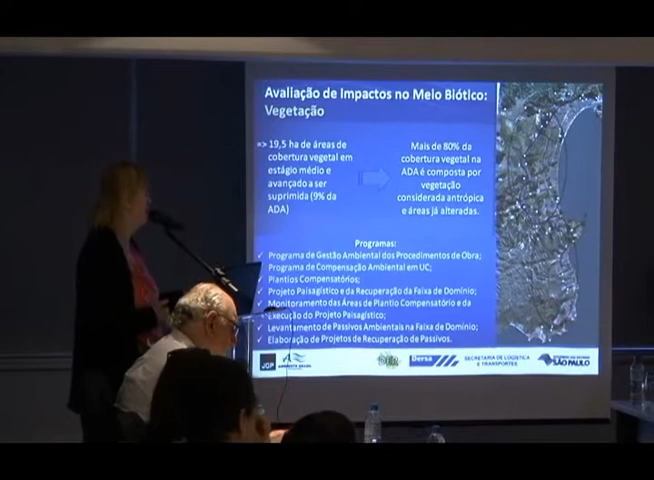 Avaliação de Impactos no Meio Biótico:
Vegetação
=> 19,5 ha de áreas de
cobertura vegetal em
estágio médio e
avançado a ser
suprimida (9% da
ADA)
Mais de 80% da
cobertura vegetal na
ADA é composta por
vegetação
considerada antrópica
e áreas já alteradas.
Programas:
✓ Programa de Gestão Ambiental dos Procedimentos de Obra;
Programa de Compensação Ambiental em UC;
✓ Plantios Compensatórios;
✓ Projeto Paisagístico e da Recuperação da Faixa de Domínio;
✓ Monitoramento das Áreas de Plantio Compensatório e da
Execução do Projeto Paisagístico;
✓ Levantamento de Passivos Ambientais na Faixa de Domínio;
✓ Elaboração de Projetos de Recuperação de Passivos.
JGP
Dersa
SECRETARIA DE LOGÍSTICA
E TRANSPORTES
SÃO PAULO